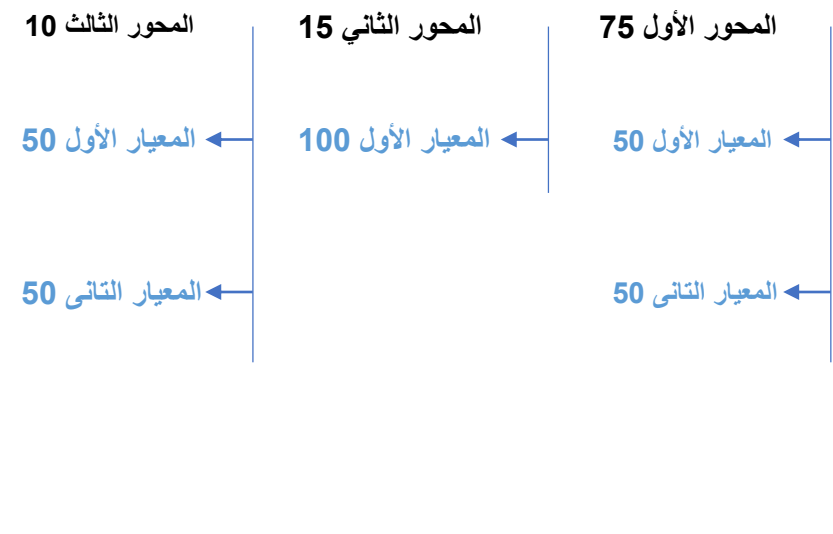 المحور الأول 75
المعيار الأول 50
المعيار التانى 50
المحور الثاني 15
المعيار الأول 100
المحور الثالث 10
المعيار الأول 50
المعيار التانى 50